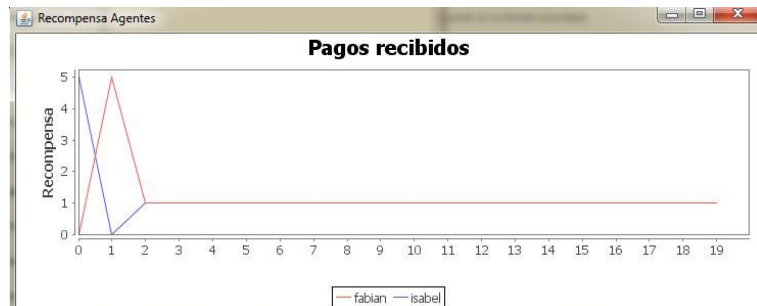 Recompensa Agentes
Pagos recibidos
Recompensa
5
4
3
2
1
0
0 1 2 3 4 5 6 7 8 9 10 11 12 13 14 15 16 17 18 19
fabian isabel